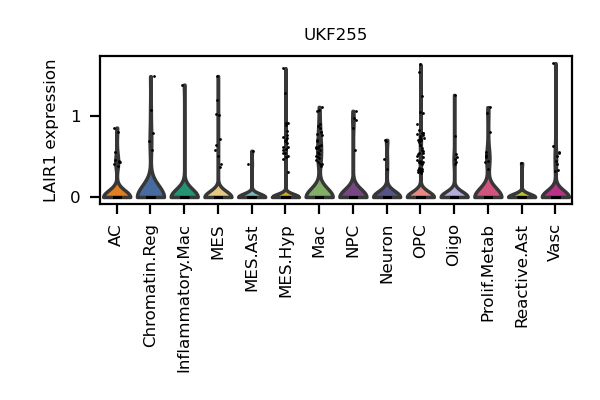 UKF255
LAIR1 expression
1
0
AC
Chromatin.Reg
Inflammatory.Mac
MES
MES.Ast
MES.Hyp
Mac
NPC
Neuron
OPC
Oligo
Prolif.Metab
Reactive.Ast
Vasc